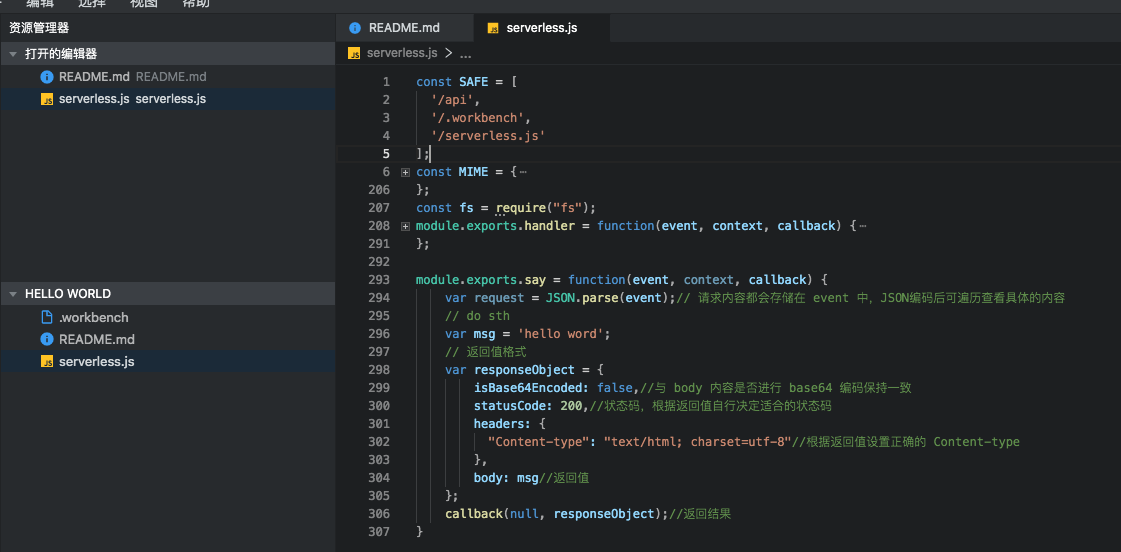 编辑 选择 视图 帮助
资源管理器
打开的编辑器
README.md README.md
serverless.js serverless.js
HELLO WORLD
.workbench
README.md
serverless.js
README.md serverless.js
serverless.js > ...
1 const SAFE = [
2 '/api',
3 '/.workbench',
4 '/serverless.js'
5 ];
6 const MIME = {⋯
206 };
207 const fs = require("fs");
208 module.exports.handler = function(event, context, callback) {⋯
291 };
292
293 module.exports.say = function(event, context, callback) {
294 var request = JSON.parse(event);// 请求内容都会存储在 event 中，JSON编码后可遍历查看具体的内容
295 // do sth
296 var msg = 'hello word';
297 // 返回值格式
298 var responseObject = {
299 isBase64Encoded: false,//与 body 内容是否进行 base64 编码保持一致
300 statusCode: 200,//状态码，根据返回值自行决定适合的状态码
301 headers: {
302 "Content-type": "text/html; charset=utf-8"//根据返回值设置正确的 Content-type
303 },
304 body: msg//返回值
305 };
306 callback(null, responseObject);//返回结果
307 }